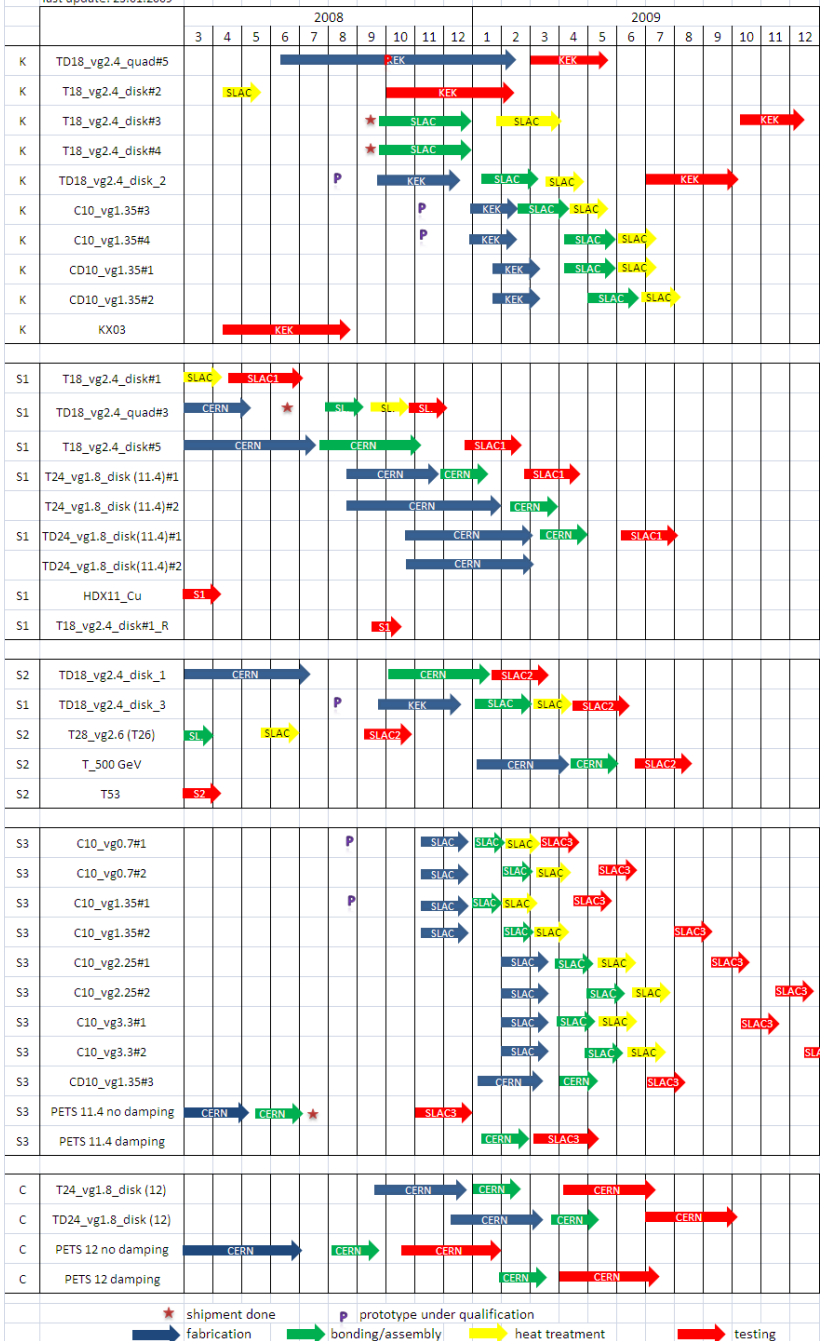 last update: 23.01.2009
2008 2009
3 4 5 6 7 8 9 10 11 12 1 2 3 4 5 6 7 8 9 10 11 12
K TD18_vg2.4_quad#5 KEK KEK
K T18_vg2.4_disk#2 SLAC KEK
K T18_vg2.4_disk#3 SLAC SLAC KEK
K T18_vg2.4_disk#4 SLAC
K TD18_vg2.4_disk_2 P KEK SLAC SLAC KEK
K C10_vg1.35#3 P KEK SLAC SLAC
K C10_vg1.35#4 P KEK SLAC SLAC
K CD10_vg1.35#1 KEK SLAC SLAC
K CD10_vg1.35#2 KEK SLAC SLAC
K KX03 KEK
S1 T18_vg2.4_disk#1 SLAC SLAC1
S1 TD18_vg2.4_quad#3 CERN SL SL. SL.
S1 T18_vg2.4_disk#5 CERN CERN SLAC1
S1 T24_vg1.8_disk (11.4)#1 CERN CERN SLAC1
T24_vg1.8_disk (11.4)#2 CERN CERN
S1 TD24_vg1.8_disk(11.4)#1 CERN CERN SLAC1
TD24_vg1.8_disk(11.4)#2 CERN
S1 HDX11_Cu S1
S1 T18_vg2.4_disk#1_R S1
S2 TD18_vg2.4_disk_1 CERN CERN SLAC2
S1 TD18_vg2.4_disk_3 P KEK SLAC SLAC SLAC2
S2 T28_vg2.6 (T26) SL SLAC SLAC2
S2 T_500 GeV CERN CERN SLAC2
S2 T53 S2
S3 C10_vg0.7#1 P SLAC SLAC SLAC SLAC3
S3 C10_vg0.7#2 SLAC SLAC SLAC SLAC3
S3 C10_vg1.35#1 P SLAC SLAC SLAC SLAC3
S3 C10_vg1.35#2 SLAC SLAC SLAC SLAC3
S3 C10_vg2.25#1 SLAC SLAC SLAC SLAC3
S3 C10_vg2.25#2 SLAC SLAC SLAC SLAC3
S3 C10_vg3.3#1 SLAC SLAC SLAC SLAC3
S3 C10_vg3.3#2 SLAC SLAC SLAC SLA
S3 CD10_vg1.35#3 CERN CERN SLAC3
S3 PETS 11.4 no damping CERN CERN SLAC3
S3 PETS 11.4 damping CERN SLAC3
C T24_vg1.8_disk (12) CERN CERN CERN
C TD24_vg1.8_disk (12) CERN CERN CERN
C PETS 12 no damping CERN CERN CERN
C PETS 12 damping CERN CERN
shipment done P prototype under qualification
fabrication bonding/assembly heat treatment testing